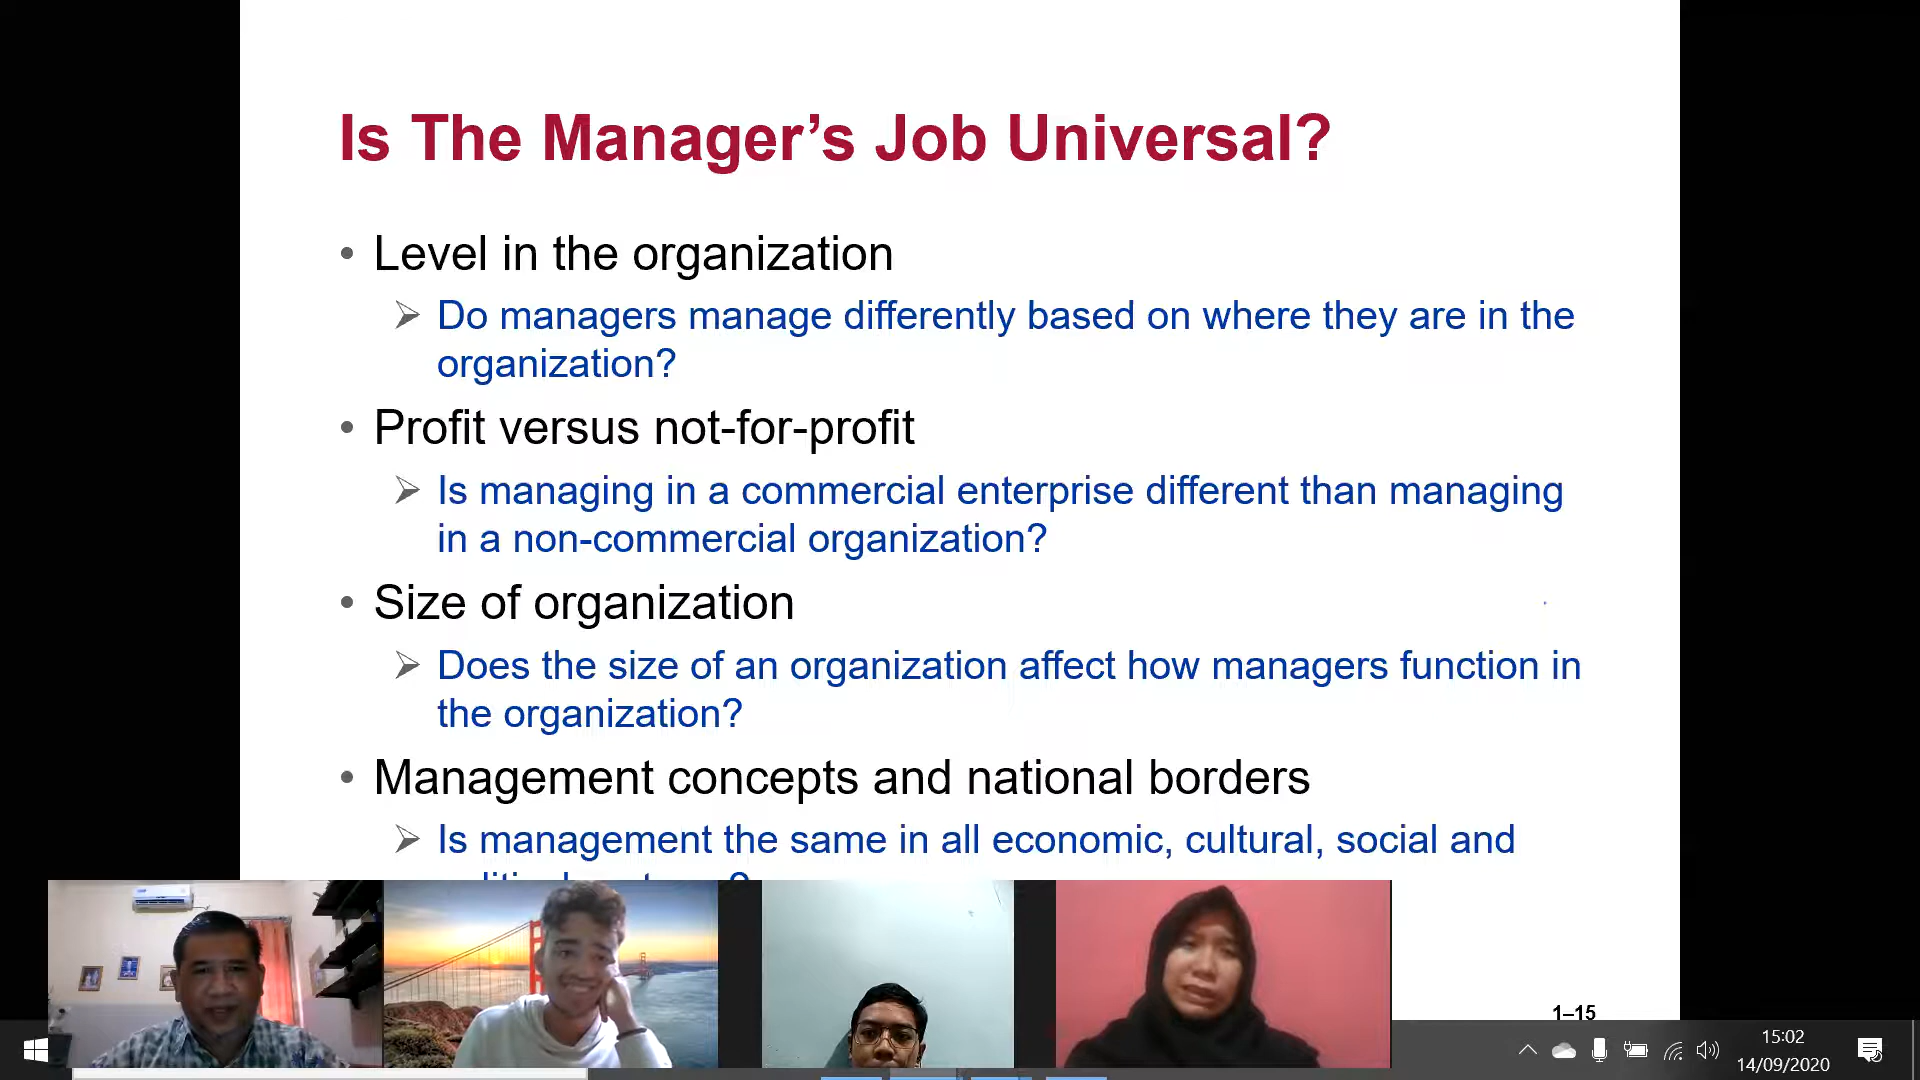 Is The Manager’s Job Universal?
• Level in the organization
➢ Do managers manage differently based on where they are in the
organization?
• Profit versus not-for-profit
➢ Is managing in a commercial enterprise different than managing
in a non-commercial organization?
• Size of organization
➢ Does the size of an organization affect how managers function in
the organization?
• Management concepts and national borders
➢ Is management the same in all economic, cultural, social and
1–15
15:02
14/09/2020